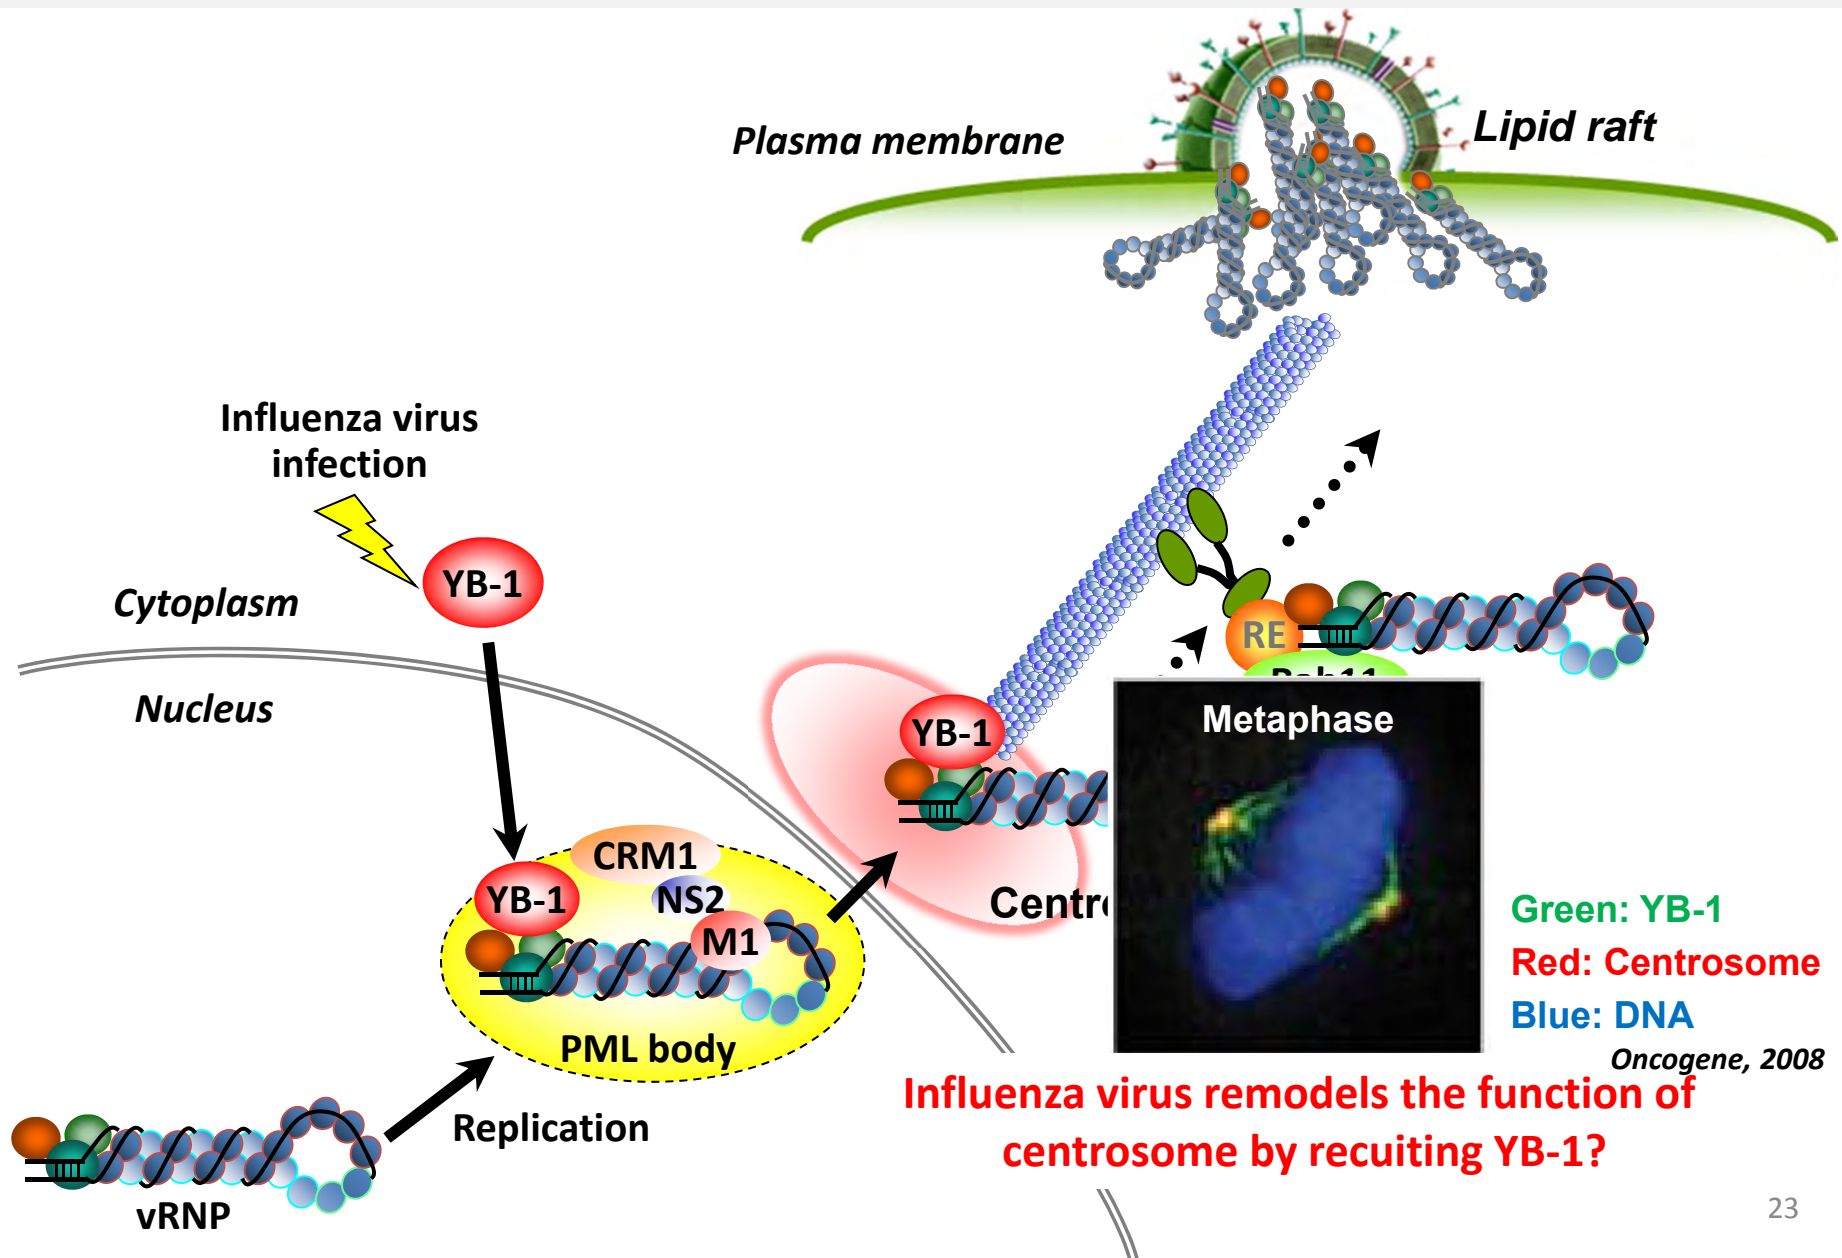 Plasma membrane
Lipid raft
Influenza virus
infection
YB-1
Cytoplasm
Nucleus
RE
Rab11
YB-1
Metaphase
CRM1
YB-1
NS2
M1
Centro
PML body
Green: YB-1
Red: Centrosome
Blue: DNA
Oncogene, 2008
Replication
Influenza virus remodels the function of
centrosome by recuiting YB-1?
vRNP
23